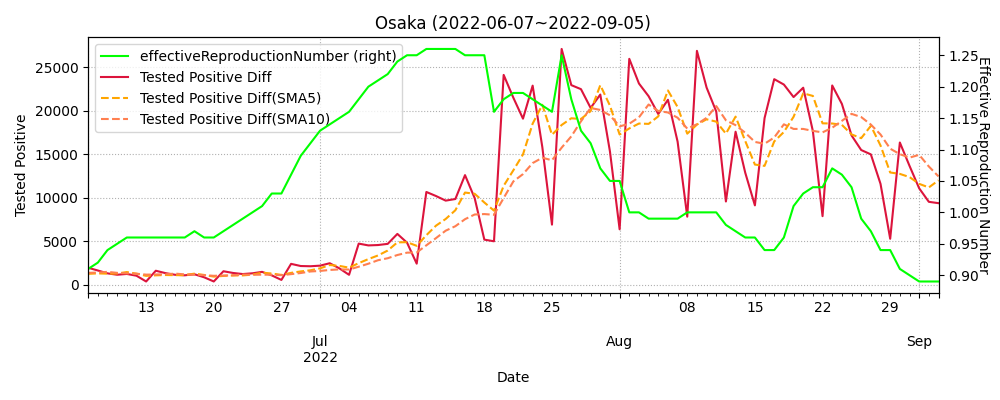 Osaka (2022-06-07~2022-09-05)
effectiveReproductionNumber (right)
Tested Positive Diff
Tested Positive Diff(SMA5)
Tested Positive Diff(SMA10)
Tested Positive
25000
20000
15000
10000
5000
0
1.25
1.20
1.15
1.10
1.05
1.00
0.95
0.90
Effective Reproduction Number
13 20 27 04 11 18 25 08 15 22 29
Jul Aug Sep
2022
Date